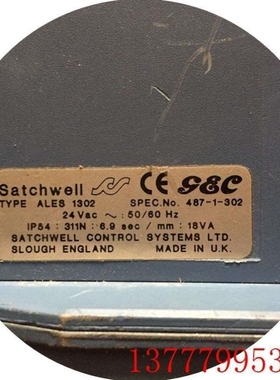 Satchwell CE GEC
TYPE ALES 1302 SPEC.No. 487-1-302
24Vac ~ : 50/60 Hz
IP54 : 311N : 6.9 sec / mm : 18VA
SATCHWELL CONTROL SYSTEMS LTD.
SLOUGH ENGLAND MADE IN U.K.
137779953